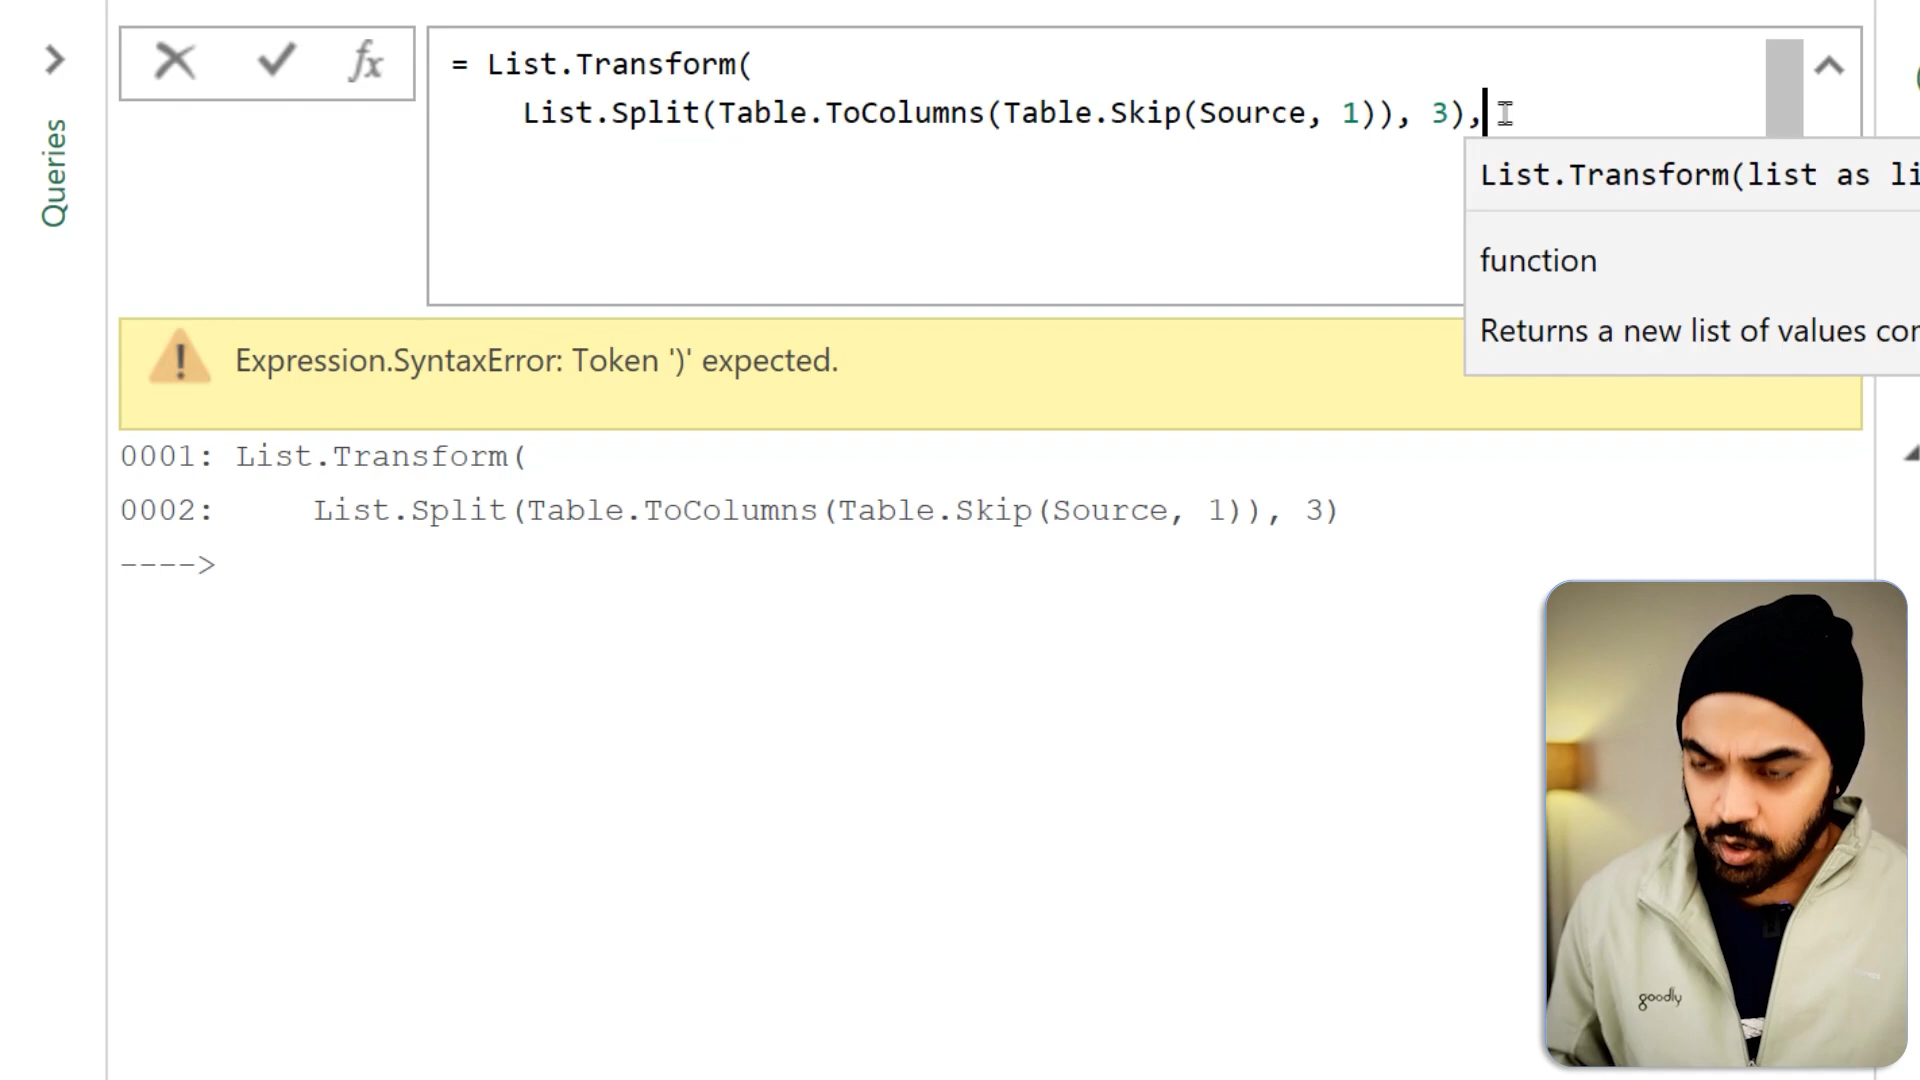 fx
= List.Transform(
List.Split(Table.ToColumns(Table.Skip(Source, 1)), 3),
Queries
List.Transform(list as li
function
Returns a new list of values con
Expression.SyntaxError: Token ')' expected.
0001: List.Transform(
0002: List.Split(Table.ToColumns(Table.Skip(Source, 1)), 3)
---->
goodly